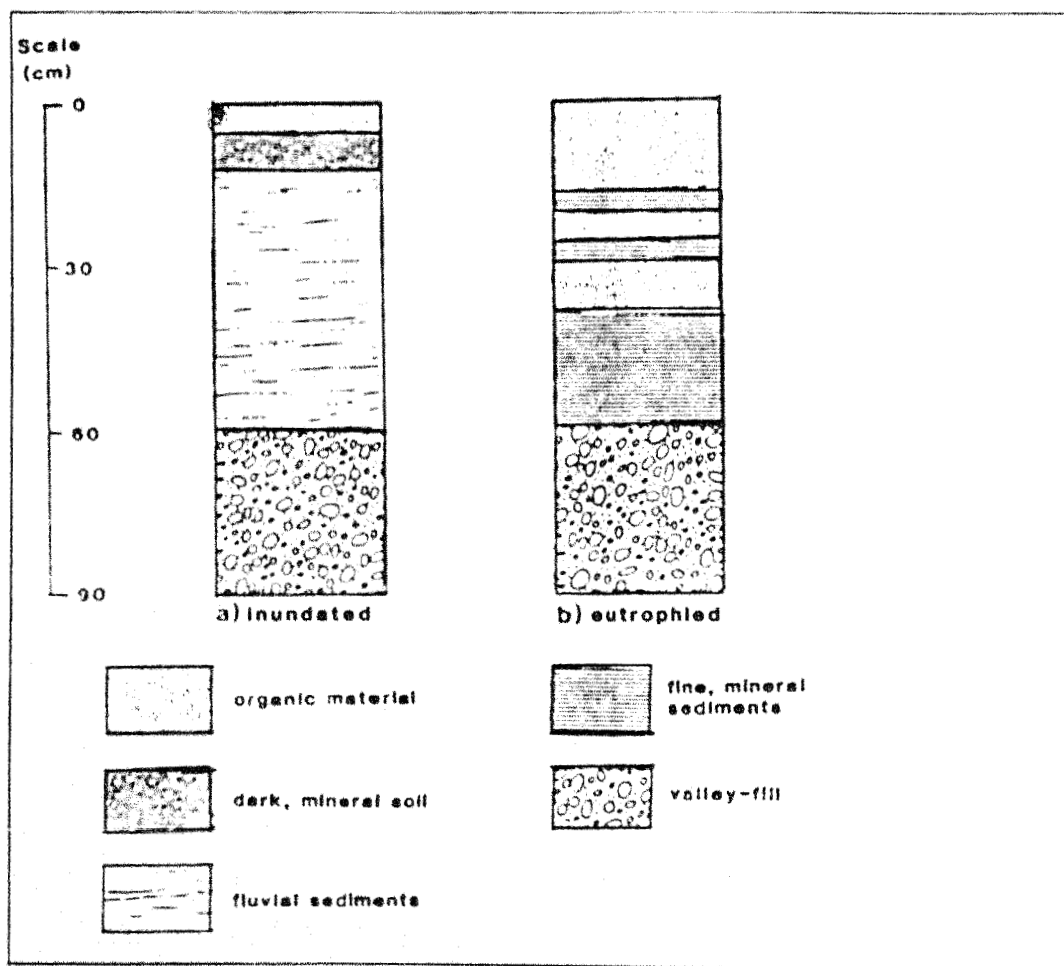 Scale
(cm)
0
30
60
90
a) inundated
b) eutrophied
organic material
fine, mineral
sediments
dark, mineral soil
valley-fill
fluvial sediments